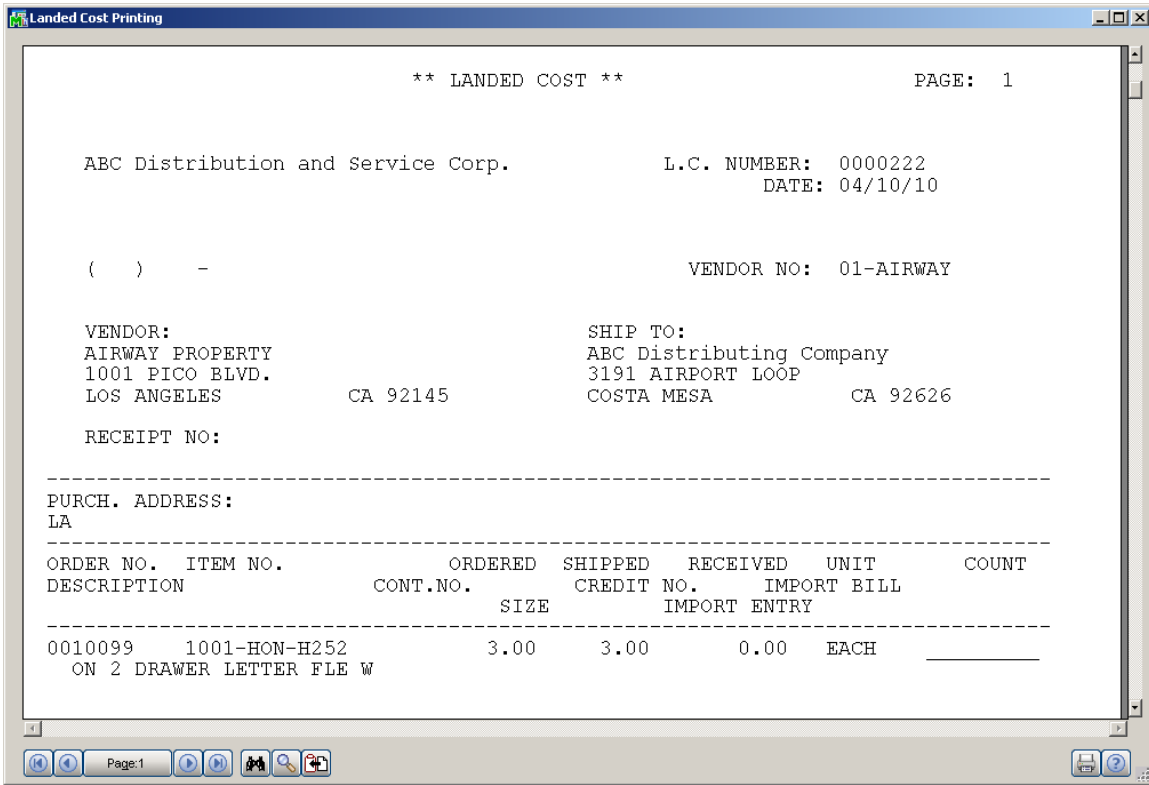 Landed Cost Printing
** LANDED COST ** PAGE: 1
ABC Distribution and Service Corp. L.C. NUMBER: 0000222
DATE: 04/10/10
( ) - VENDOR NO: 01-AIRWAY
VENDOR: SHIP TO:
AIRWAY PROPERTY ABC Distributing Company
1001 PICO BLVD. 3191 AIRPORT LOOP
LOS ANGELES CA 92145 COSTA MESA CA 92626
RECEIPT NO:
PURCH. ADDRESS:
LA
ORDER NO. ITEM NO. ORDERED SHIPPED RECEIVED UNIT COUNT
DESCRIPTION CONT.NO. CREDIT NO. IMPORT BILL
SIZE IMPORT ENTRY
0010099 1001-HON-H252 3.00 3.00 0.00 EACH
ON 2 DRAWER LETTER FLE W
Page:1